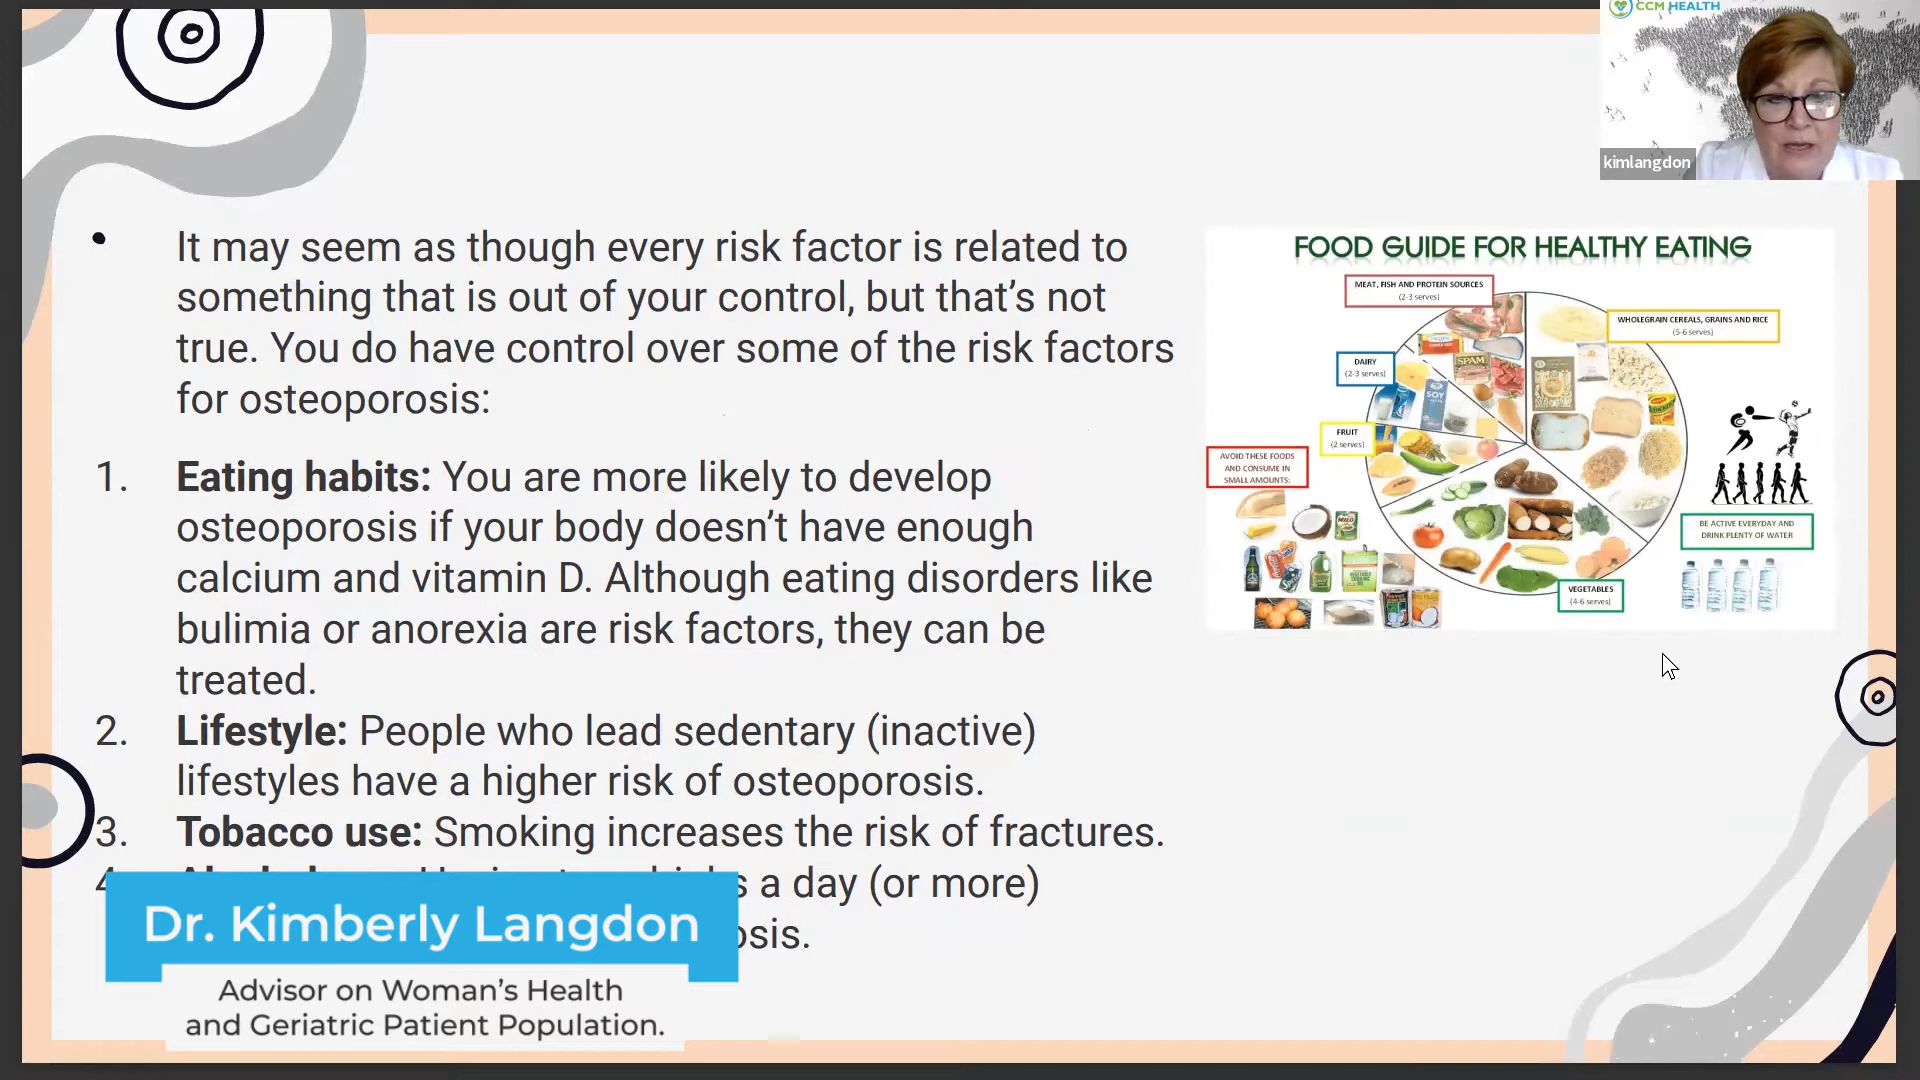 CCM HEALTH
kimlangdon
• It may seem as though every risk factor is related to
something that is out of your control, but that’s not
true. You do have control over some of the risk factors
for osteoporosis:
1. Eating habits: You are more likely to develop
osteoporosis if your body doesn’t have enough
calcium and vitamin D. Although eating disorders like
bulimia or anorexia are risk factors, they can be
treated.
2. Lifestyle: People who lead sedentary (inactive)
lifestyles have a higher risk of osteoporosis.
3. Tobacco use: Smoking increases the risk of fractures.
4. a day (or more)
osis.
Dr. Kimberly Langdon
Advisor on Woman’s Health
and Geriatric Patient Population.
FOOD GUIDE FOR HEALTHY EATING
MEAT, FISH AND PROTEIN SOURCES
(2-3 serves)
WHOLEGRAIN CEREALS, GRAINS AND RICE
(5-6 serves)
DAIRY
(2-3 serves)
FRUIT
(2 serves)
AVOID THESE FOODS
AND CONSUME IN
SMALL AMOUNTS:
SPAM
SOY
MILO
BE ACTIVE EVERYDAY AND
DRINK PLENTY OF WATER
VEGETABLES
(4-6 serves)